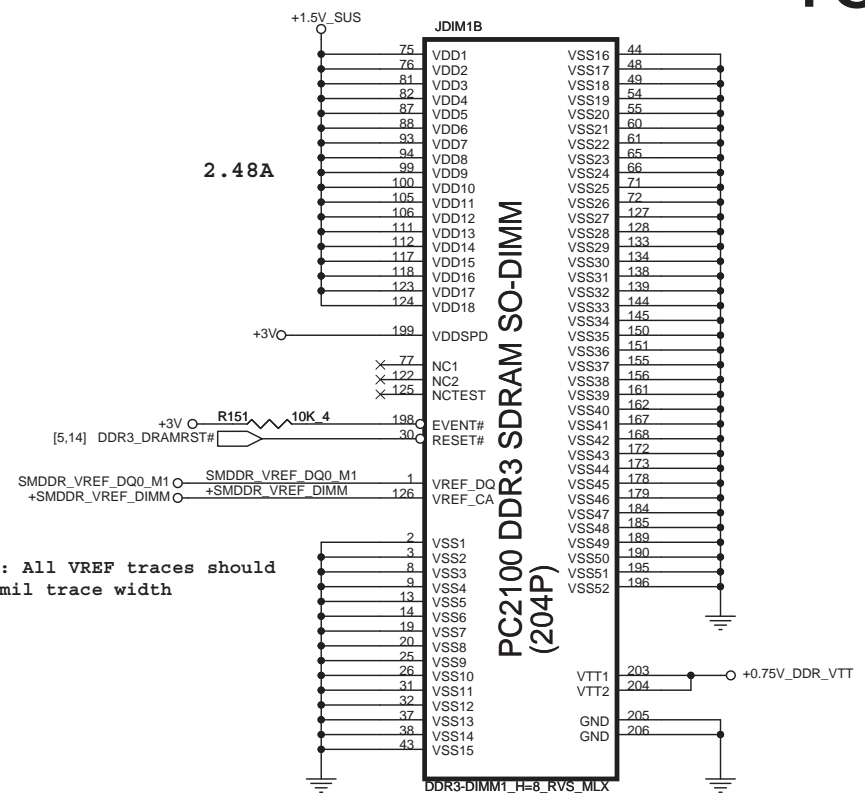 +1.5V_SUS
JDIM1B
75 VDD1
76 VDD2
81 VDD3
82 VDD4
87 VDD5
88 VDD6
93 VDD7
94 VDD8
99 VDD9
100 VDD10
105 VDD11
106 VDD12
111 VDD13
112 VDD14
117 VDD15
118 VDD16
123 VDD17
124 VDD18
2.48A
+3V 199 VDDSPD
77 NC1
122 NC2
125 NCTEST
+3V R151 10K_4 198 EVENT#
[5,14] DDR3_DRAMRST# 30 RESET#
SMDDR_VREF_DQ0_M1 SMDDR_VREF_DQ0_M1 1 VREF_DQ
+SMDDR_VREF_DIMM +SMDDR_VREF_DIMM 126 VREF_CA
: All VREF traces should
mil trace width
2 VSS1
3 VSS2
8 VSS3
9 VSS4
13 VSS5
14 VSS6
19 VSS7
20 VSS8
25 VSS9
26 VSS10
31 VSS11
32 VSS12
37 VSS13
38 VSS14
43 VSS15
PC2100 DDR3 SDRAM SO-DIMM
(204P)
VSS16 44
VSS17 48
VSS18 49
VSS19 54
VSS20 55
VSS21 60
VSS22 61
VSS23 65
VSS24 66
VSS25 71
VSS26 72
VSS27 127
VSS28 128
VSS29 133
VSS30 134
VSS31 138
VSS32 139
VSS33 144
VSS34 145
VSS35 150
VSS36 151
VSS37 155
VSS38 156
VSS39 161
VSS40 162
VSS41 167
VSS42 168
VSS43 172
VSS44 173
VSS45 178
VSS46 179
VSS47 184
VSS48 185
VSS49 189
VSS50 190
VSS51 195
VSS52 196
VTT1 203 +0.75V_DDR_VTT
VTT2 204
GND 205
GND 206
DDR3-DIMM1_H=8_RVS_MLX